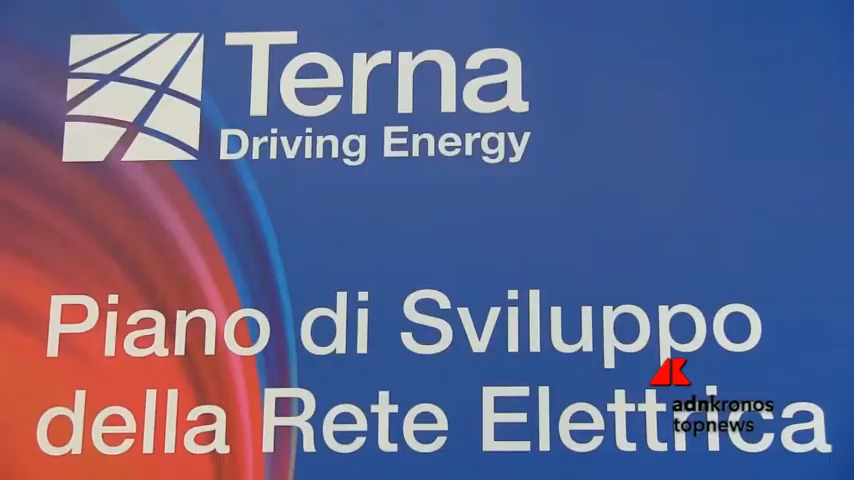 Terna
Driving Energy
Piano di Sviluppo
della Rete Elettrica
adnkronos
topnews